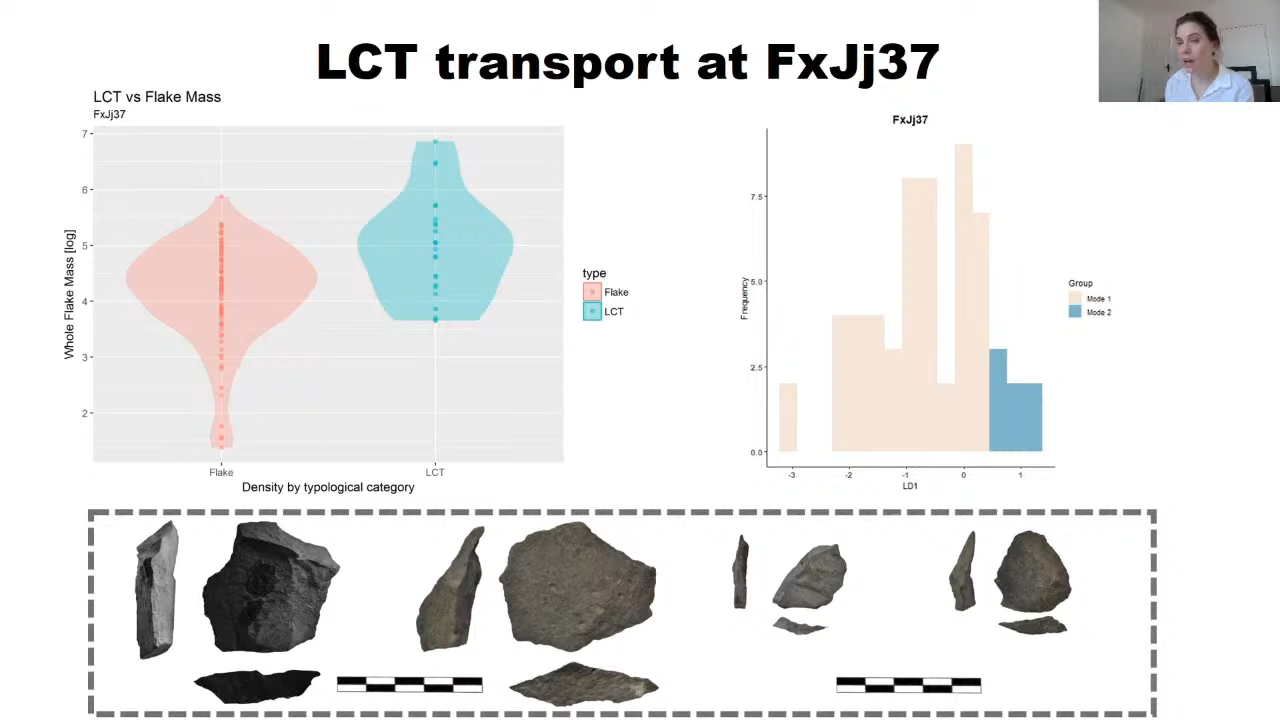 LCT transport at FxJj37
LCT vs Flake Mass
FxJj37
7
6
5
4
3
2
Whole Flake Mass [log]
Flake
LCT
Density by typological category
type
Flake
LCT
FxJj37
7.5
5.0
2.5
0.0
Frequency
-3
-2
-1
0
1
LD1
Group
Mode 1
Mode 2